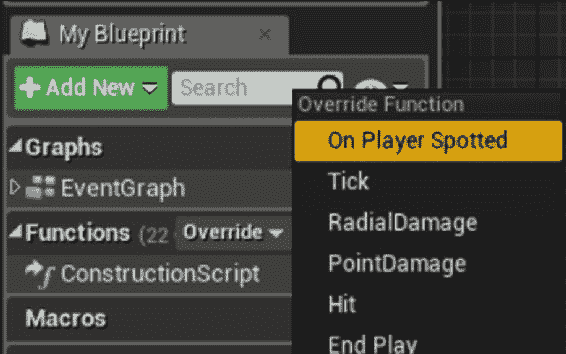 My Blueprint
Add New
Search
Override Function
On Player Spotted
Graphs
Tick
EventGraph
RadialDamage
Functions (22 Override
PointDamage
ConstructionScript
Hit
Macros
End Play